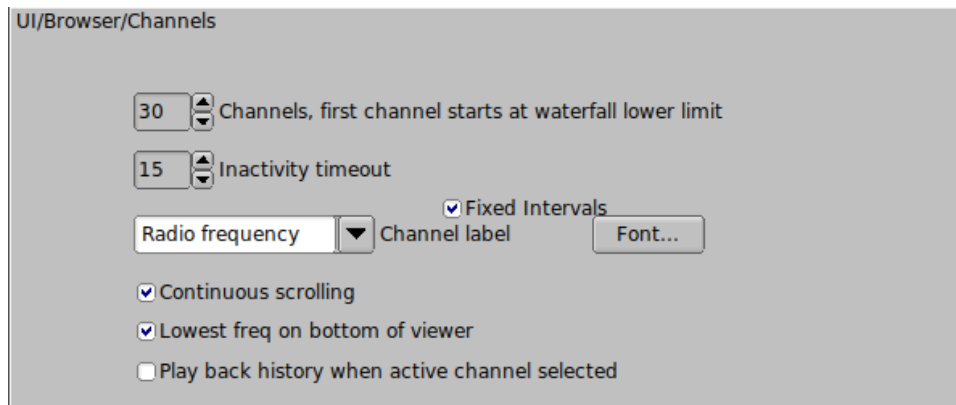 UI/Browser/Channels
30 Channels, first channel starts at waterfall lower limit
15 Inactivity timeout
Fixed Intervals
Radio frequency Channel label Font...
Continuous scrolling
Lowest freq on bottom of viewer
Play back history when active channel selected